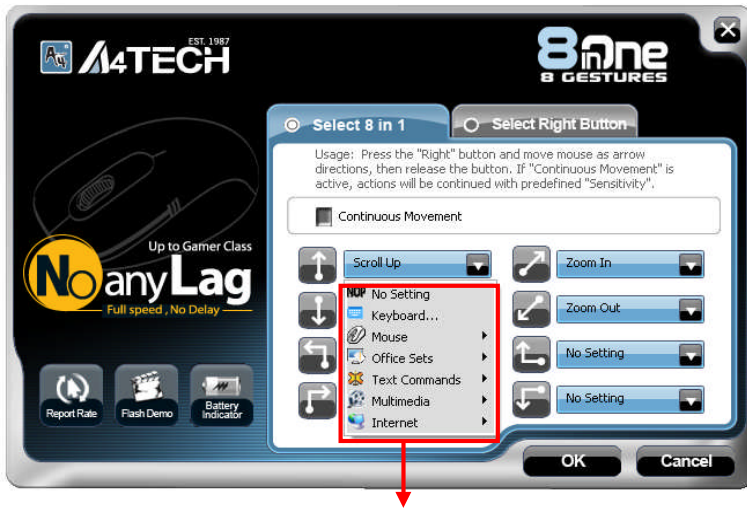 EST. 1987
A4TECH
8 in One
8 GESTURES
Select 8 in 1
Select Right Button
Usage: Press the "Right" button and move mouse as arrow
directions, then release the button. If "Continuous Movement" is
active, actions will be continued with predefined "Sensitivity".
Continuous Movement
Up to Gamer Class
No any Lag
Full speed , No Delay
Scroll Up
Zoom In
NOP No Setting
Keyboard...
Mouse
Office Sets
Text Commands
Multimedia
Internet
Zoom Out
No Setting
No Setting
Report Rate
Flash Demo
Battery
Indicator
OK
Cancel